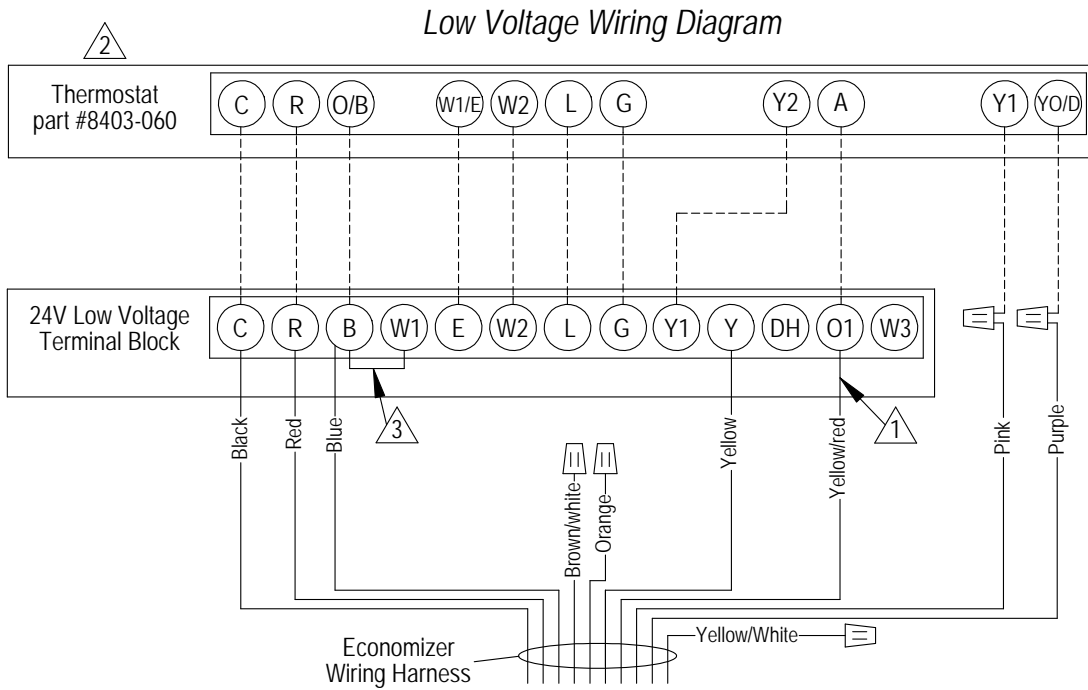 Low Voltage Wiring Diagram
2
Thermostat
part #8403-060
C R O/B W1/E W2 L G Y2 A Y1 YO/D
24V Low Voltage
Terminal Block
C R B W1 E W2 L G Y1 Y DH O1 W3
3
1
Black
Red
Blue
Brown/white
Orange
Yellow
Yellow/red
Pink
Purple
Yellow/White
Economizer
Wiring Harness